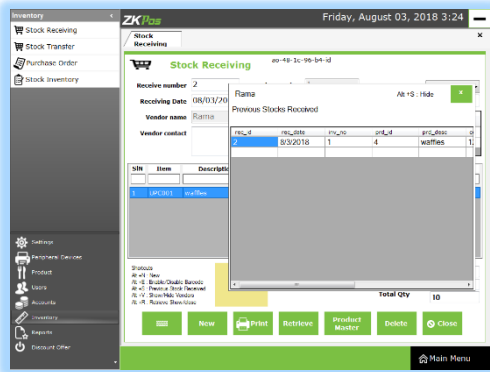 Inventory
Stock Receiving
Stock Transfer
Purchase Order
Stock Inventory
Settings
Peripheral Devices
Product
Users
Accounts
Inventory
Reports
Discount Offer
ZKPos
Friday, August 03, 2018 3:24
Stock
Receiving
Stock Receiving
Receive number 2
Receiving Date 08/03/20
Vendor name Rama
Vendor contact
Rama Alt +S : Hide x
Previous Stocks Received
rec_id rec_date inv_no prd_id prd_desc
2 8/3/2018 1 4 waffles
SlN Item Descripti
1 UPC001 waffles
Shortcuts
Alt +N : New
Alt +E : Enable/Disable Barcode
Alt +S : Previous Stock Received
Alt +V : Show/Hide Vendors
Alt +R : Retrieve Show Ideas
Total Qty 10
New Print Retrieve Product Master Delete Close
Main Menu